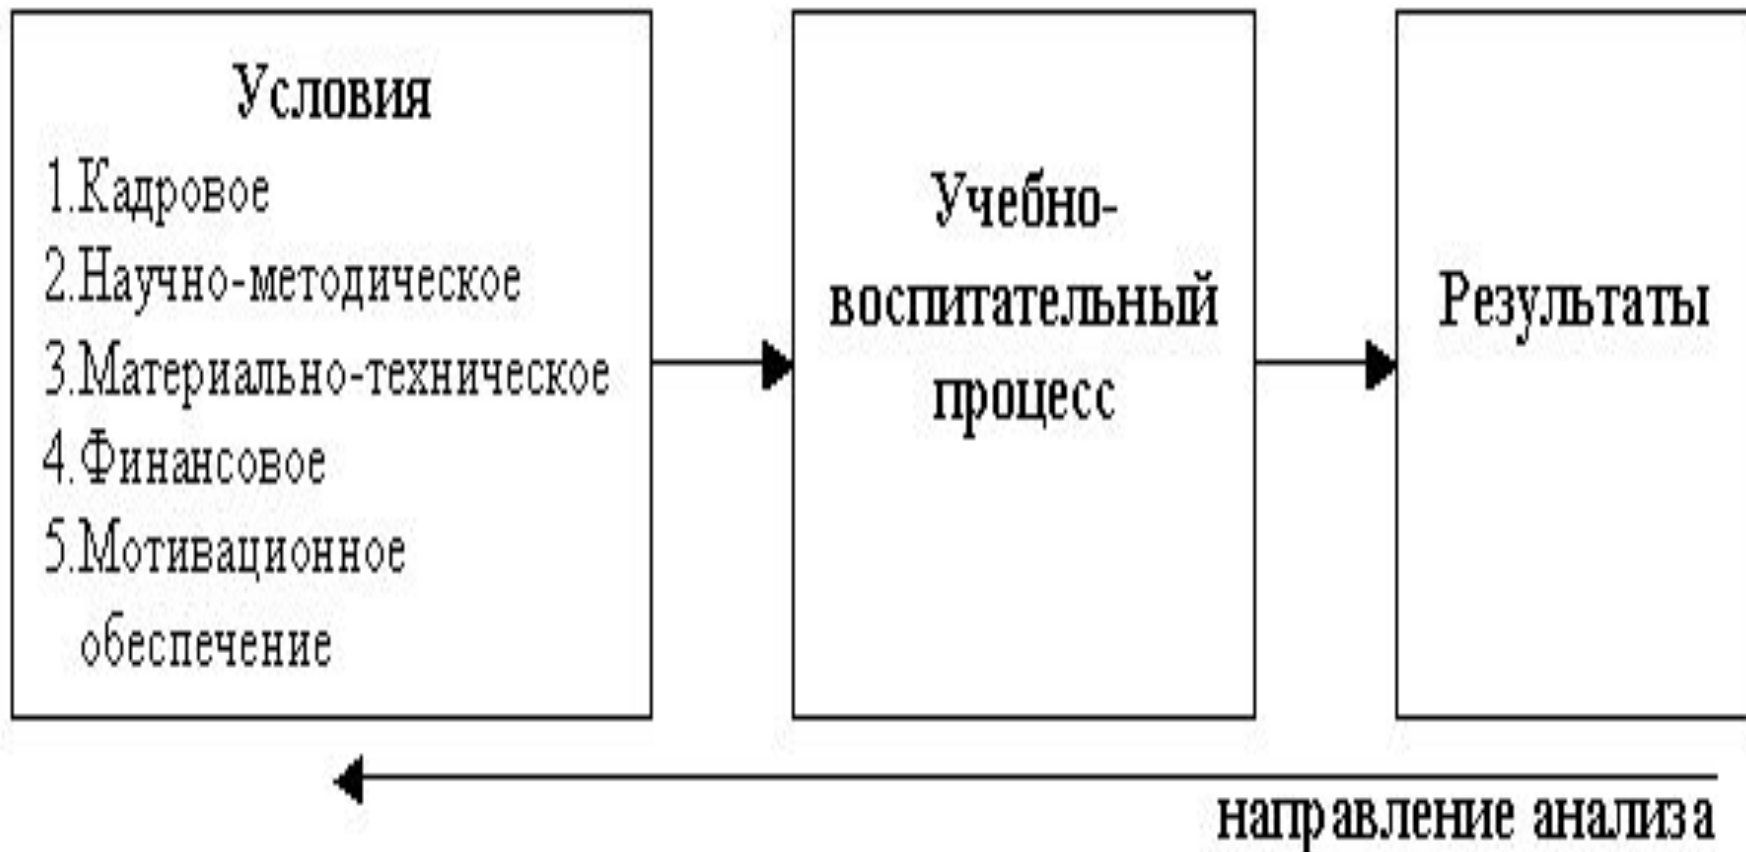 Условия
1.Кадровое
2.Научно-методическое
3.Материально-техническое
4.Финансовое
5.Мотивационное
обеспечение
Учебно-
воспитательный
процесс
Результаты
направление анализа